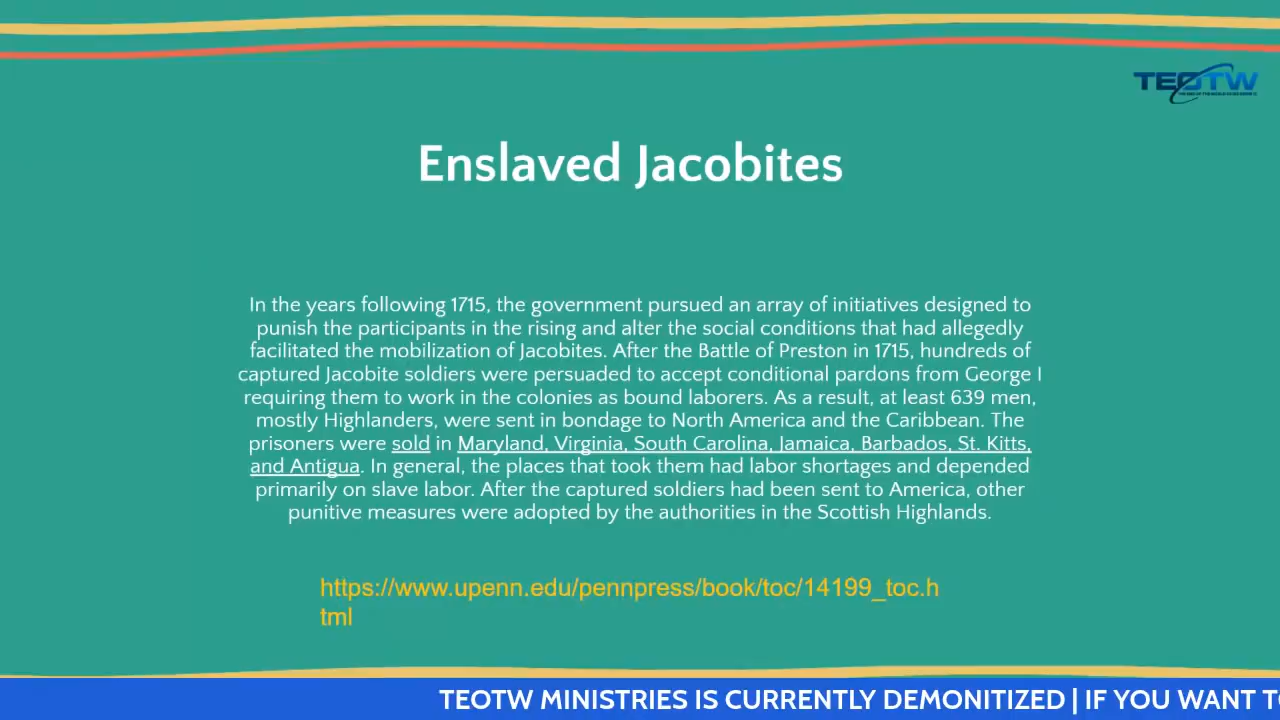 TEOTW
Enslaved Jacobites
In the years following 1715, the government pursued an array of initiatives designed to
punish the participants in the rising and alter the social conditions that had allegedly
facilitated the mobilization of Jacobites. After the Battle of Preston in 1715, hundreds of
captured Jacobite soldiers were persuaded to accept conditional pardons from George I
requiring them to work in the colonies as bound laborers. As a result, at least 639 men,
mostly Highlanders, were sent in bondage to North America and the Caribbean. The
prisoners were sold in Maryland, Virginia, South Carolina, Jamaica, Barbados, St. Kitts,
and Antigua. In general, the places that took them had labor shortages and depended
primarily on slave labor. After the captured soldiers had been sent to America, other
punitive measures were adopted by the authorities in the Scottish Highlands.
https://www.upenn.edu/pennpress/book/toc/14199_toc.h
tml
TEOTW MINISTRIES IS CURRENTLY DEMONITIZED | IF YOU WANT